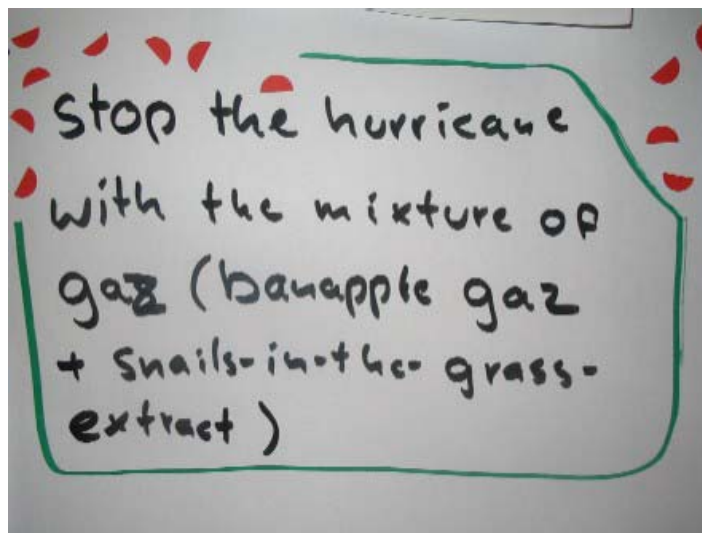 stop the hurricane
with the mixture of
gaz (banapple gaz
+ snails-in-the-grass-
extract)